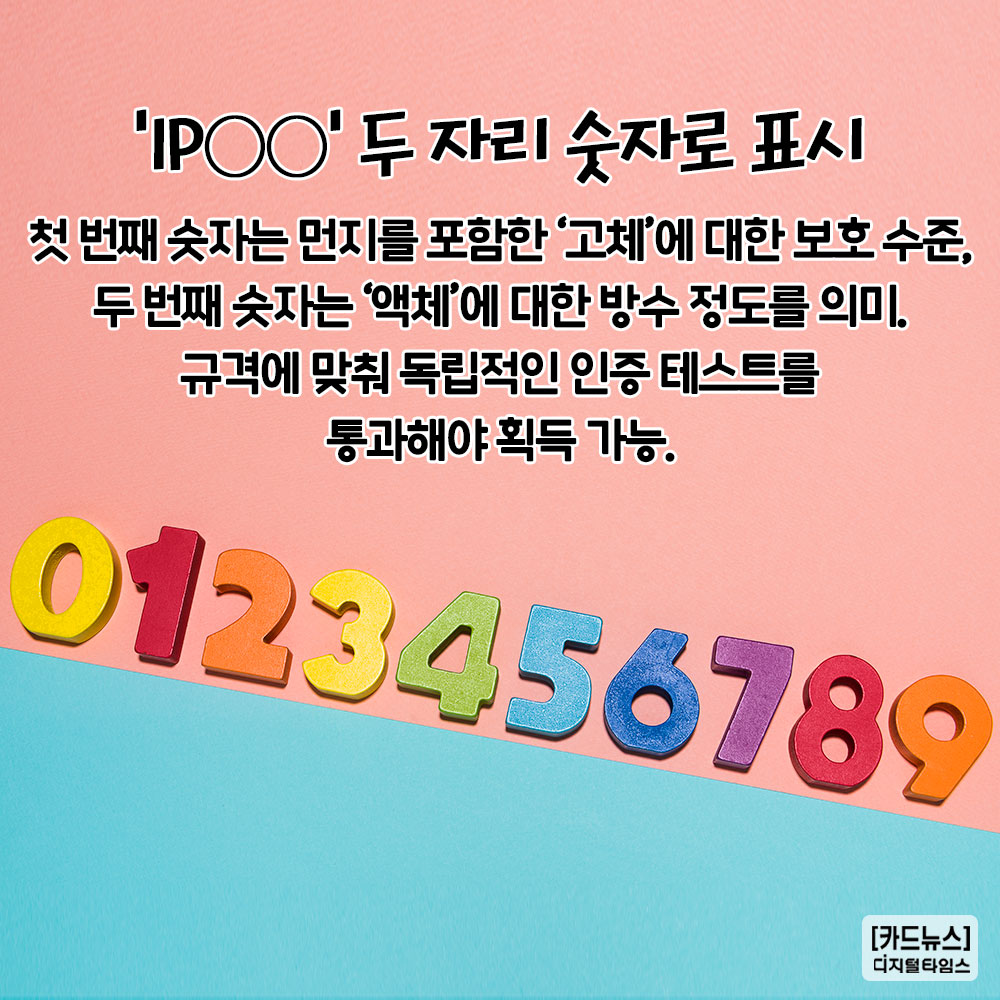 'IP○○' 두 자리 숫자로 표시
첫 번째 숫자는 먼지를 포함한 ‘고체’에 대한 보호 수준,
두 번째 숫자는 ‘액체’에 대한 방수 정도를 의미.
규격에 맞춰 독립적인 인증 테스트를
통과해야 획득 가능.
0123456789
[카드뉴스]
디지털타임스